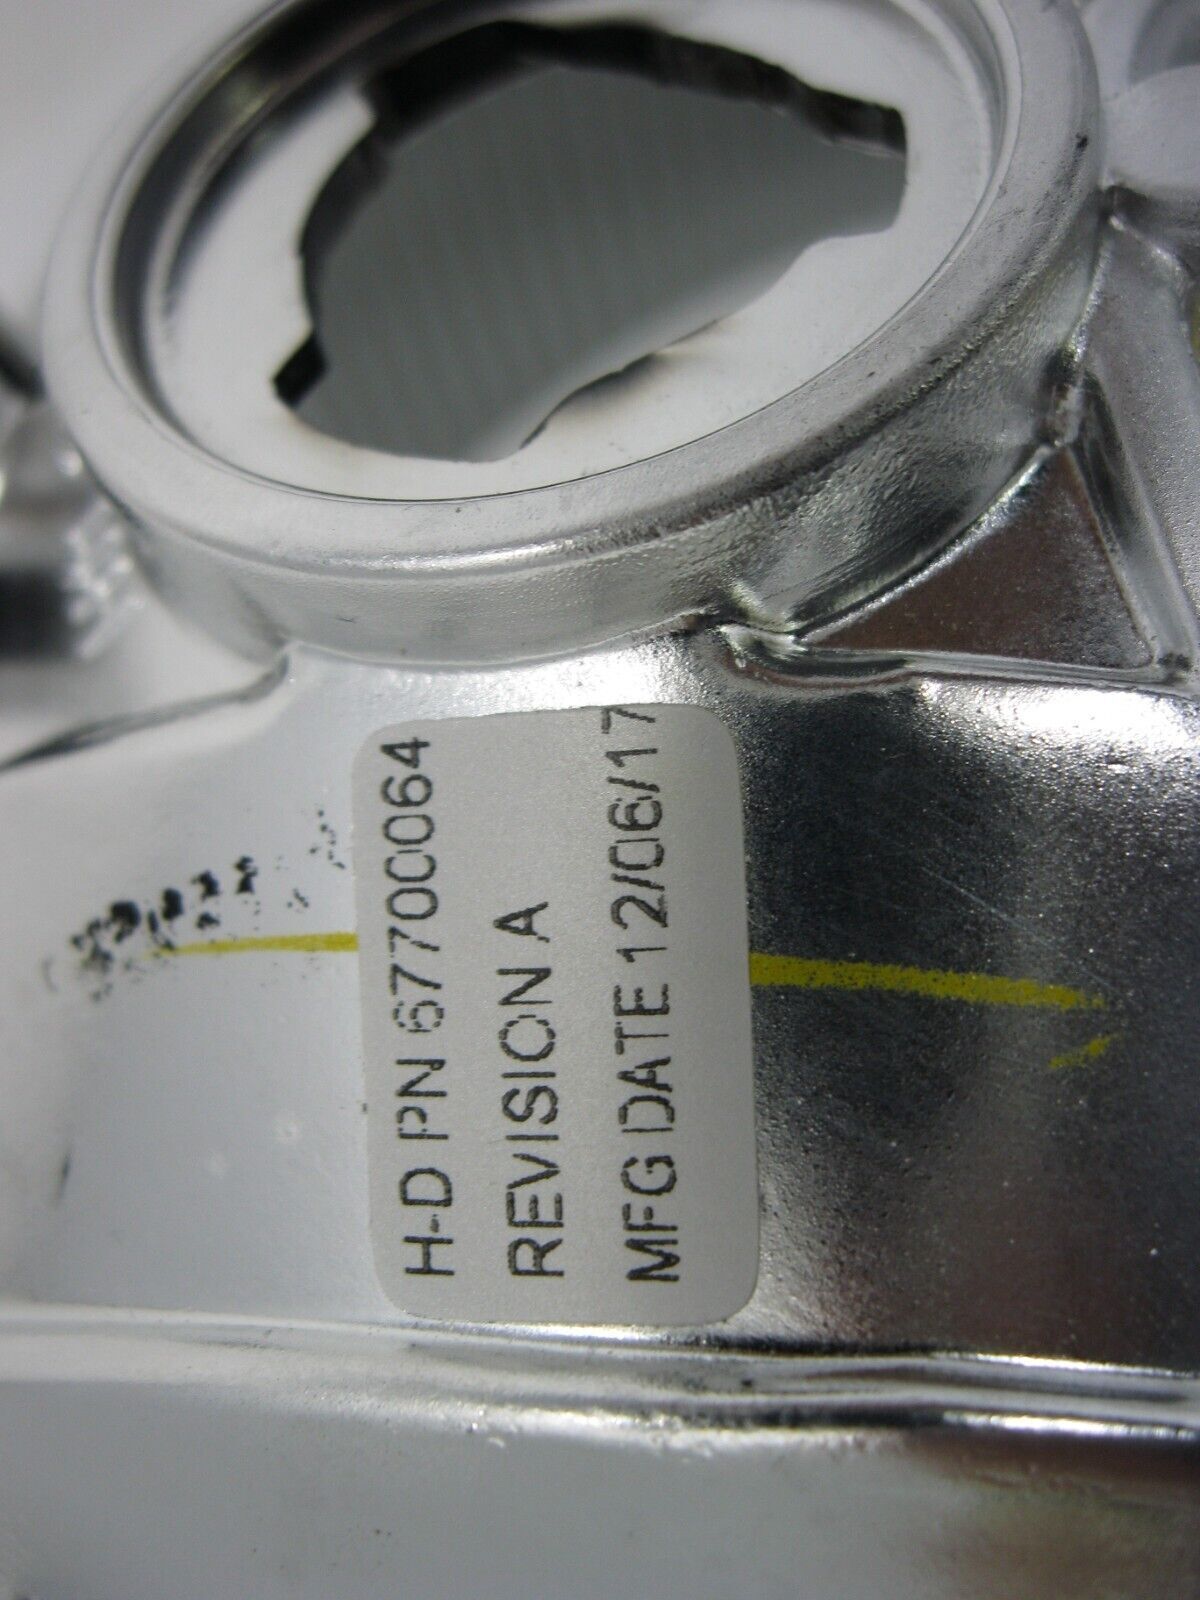 H-D PN 67700064
REVISION A
MFG DATE 12/06/17